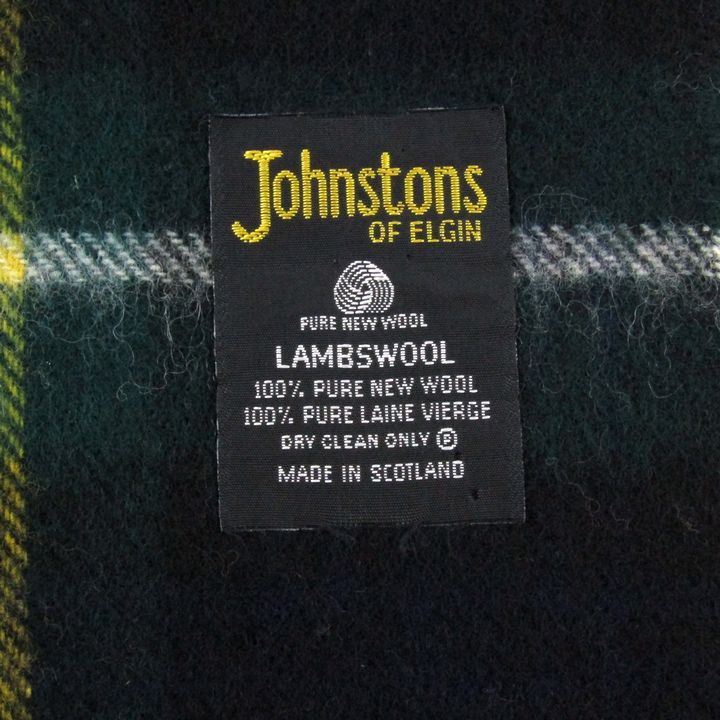 Johnstons
OF ELGIN
PURE NEW WOOL
LAMBSWOOL
100% PURE NEW WOOL
100% PURE LAINE VIERGE
DRY CLEAN ONLY Ⓟ
MADE IN SCOTLAND